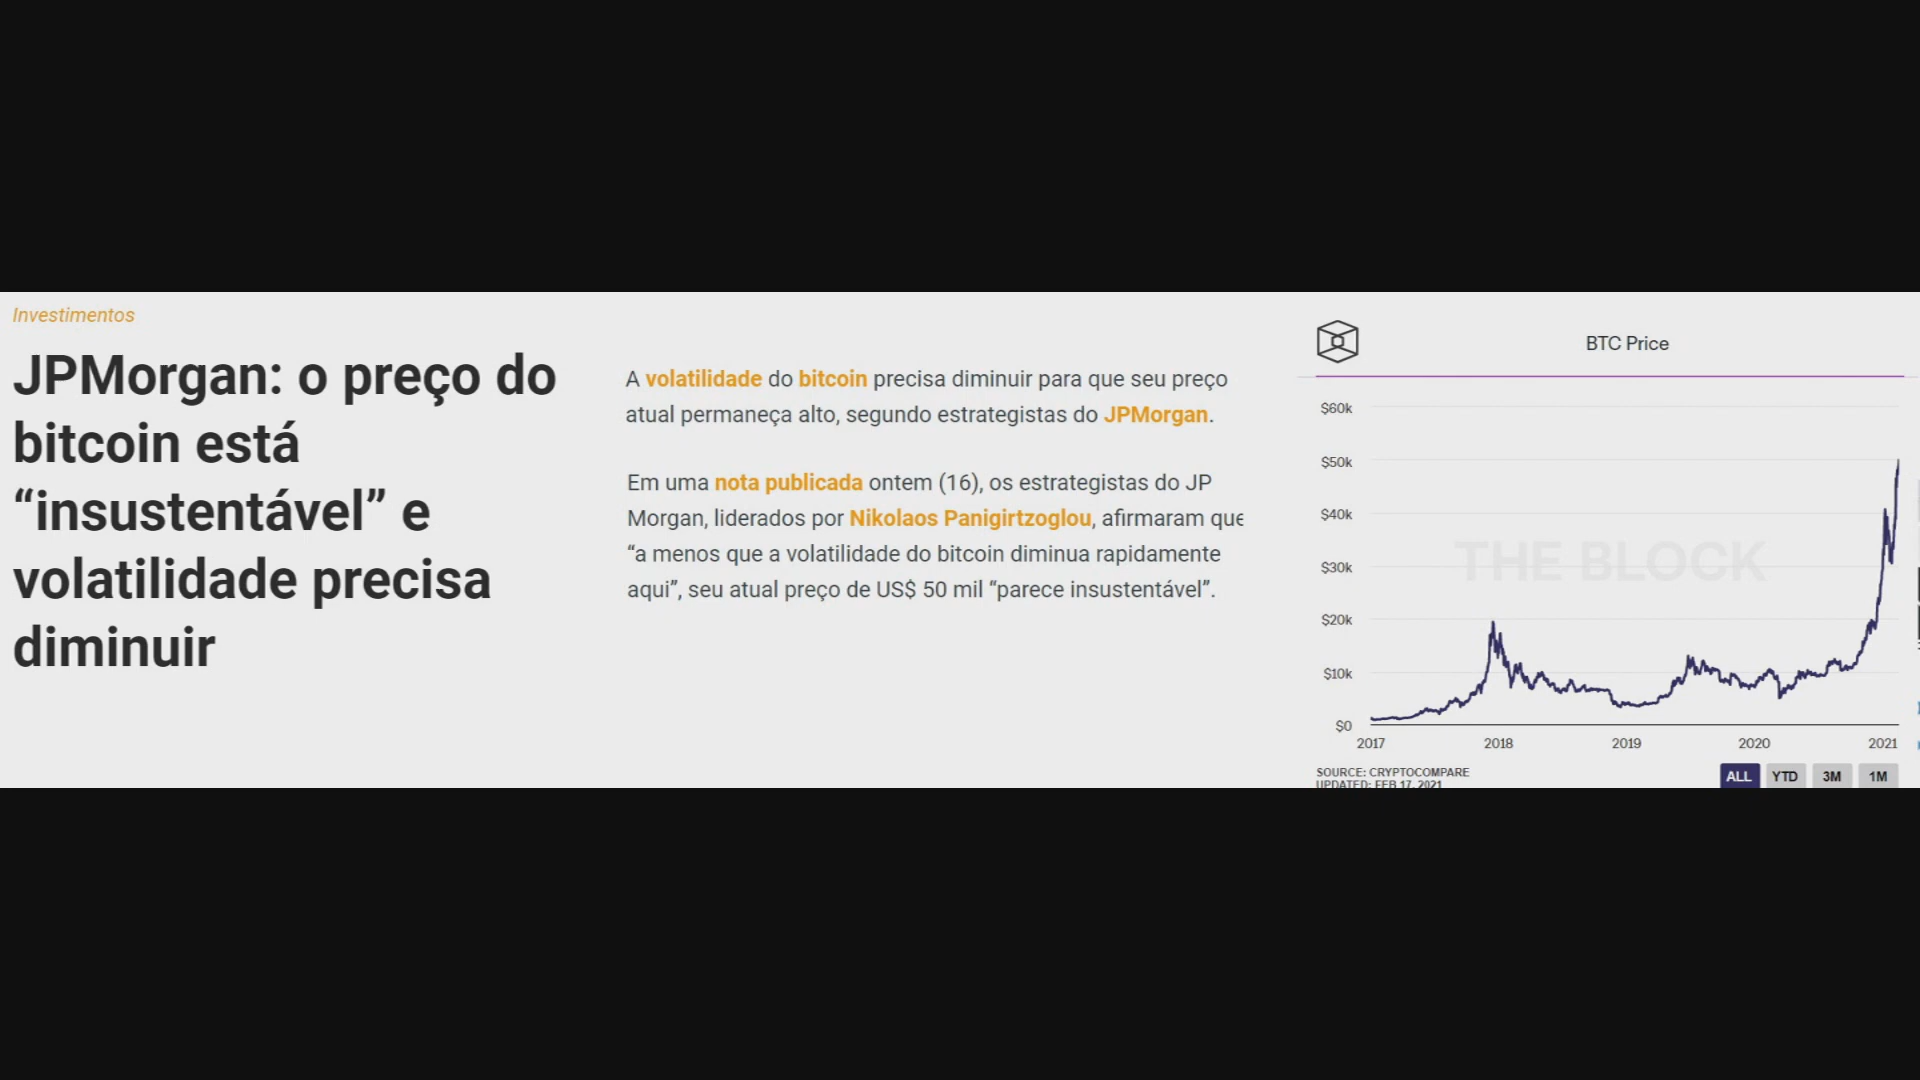 Investimentos
JPMorgan: o preço do
bitcoin está
“insustentável” e
volatilidade precisa
diminuir
A volatilidade do bitcoin precisa diminuir para que seu preço
atual permaneça alto, segundo estrategistas do JPMorgan.
Em uma nota publicada ontem (16), os estrategistas do JP
Morgan, liderados por Nikolaos Panigirtzoglou, afirmaram que
“a menos que a volatilidade do bitcoin diminua rapidamente
aqui”, seu atual preço de US$ 50 mil “parece insustentável”.
BTC Price
$60k
$50k
$40k
THE BLOCK
$30k
$20k
$10k
$0
2017 2018 2019 2020 2021
SOURCE: CRYPTOCOMPARE
UPDATED: FEB 17, 2021
ALL YTD 3M 1M